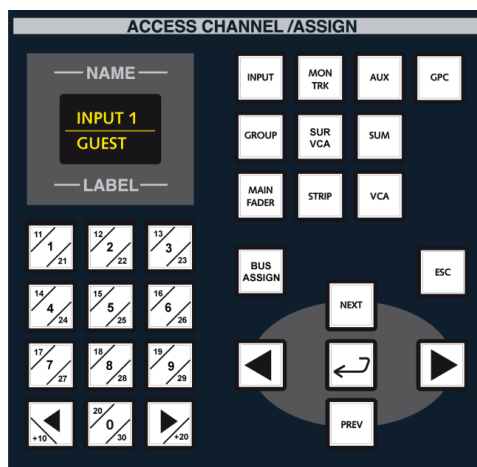 ACCESS CHANNEL /ASSIGN
NAME
INPUT 1
GUEST
LABEL
INPUT
MON
TRK
AUX
GPC
GROUP
SUR
VCA
SUM
MAIN
FADER
STRIP
VCA
BUS
ASSIGN
ESC
NEXT
PREV
11 1 21
12 2 22
13 3 23
14 4 24
15 5 25
16 6 26
17 7 27
18 8 28
19 9 29
+10
20 0 30
+20